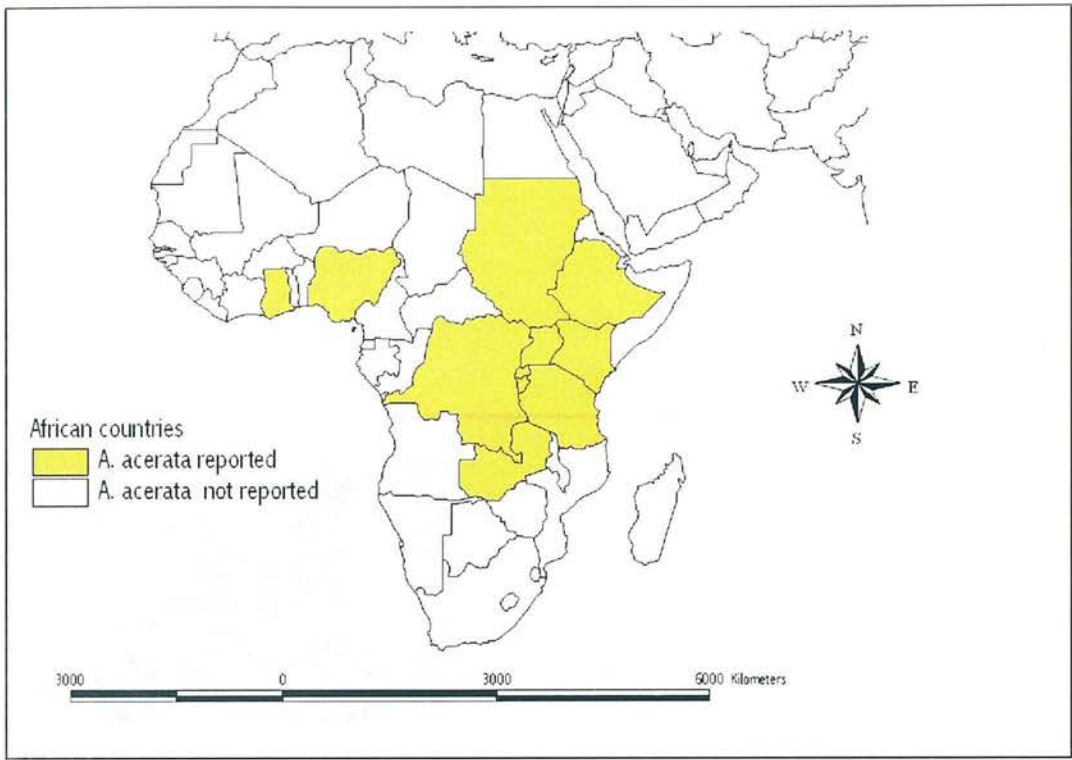 N
W
E
S
African countries
A. acerata reported
A. acerata not reported
3000 0 3000 6000 Kilometers